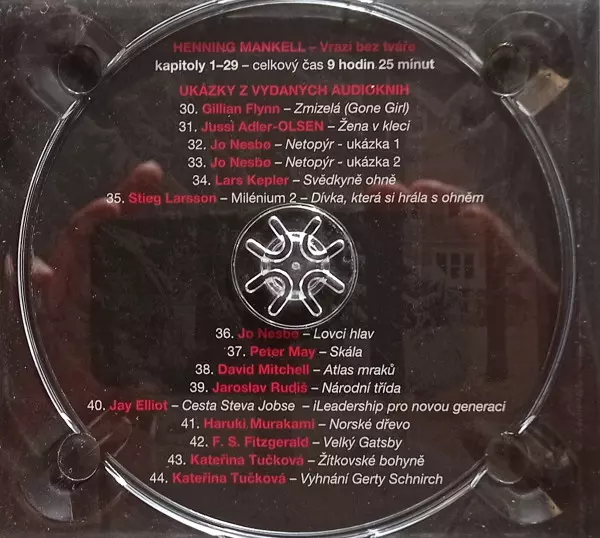 HENNING MANKELL – Vrazi bez tváře
kapitoly 1–29 – celkový čas 9 hodin 25 minut
UKÁZKY Z VYDANÝCH AUDIOKNIH
30. Gillian Flynn – Zmizelá (Gone Girl)
31. Jussi Adler-OLSEN – Žena v kleci
32. Jo Nesbø – Netopýr - ukázka 1
33. Jo Nesbø – Netopýr - ukázka 2
34. Lars Kepler – Svědkyně ohně
35. Stieg Larsson – Milénium 2 – Dívka, která si hrála s ohněm
36. Jo Nesbø – Lovci hlav
37. Peter May – Skála
38. David Mitchell – Atlas mraků
39. Jaroslav Rudiš – Národní třída
40. Jay Elliot – Cesta Steva Jobse – iLeadership pro novou generaci
41. Haruki Murakami – Norské dřevo
42. F. S. Fitzgerald – Velký Gatsby
43. Kateřina Tučková – Žítkovské bohyně
44. Kateřina Tučková – Vyhnání Gerty Schnirch